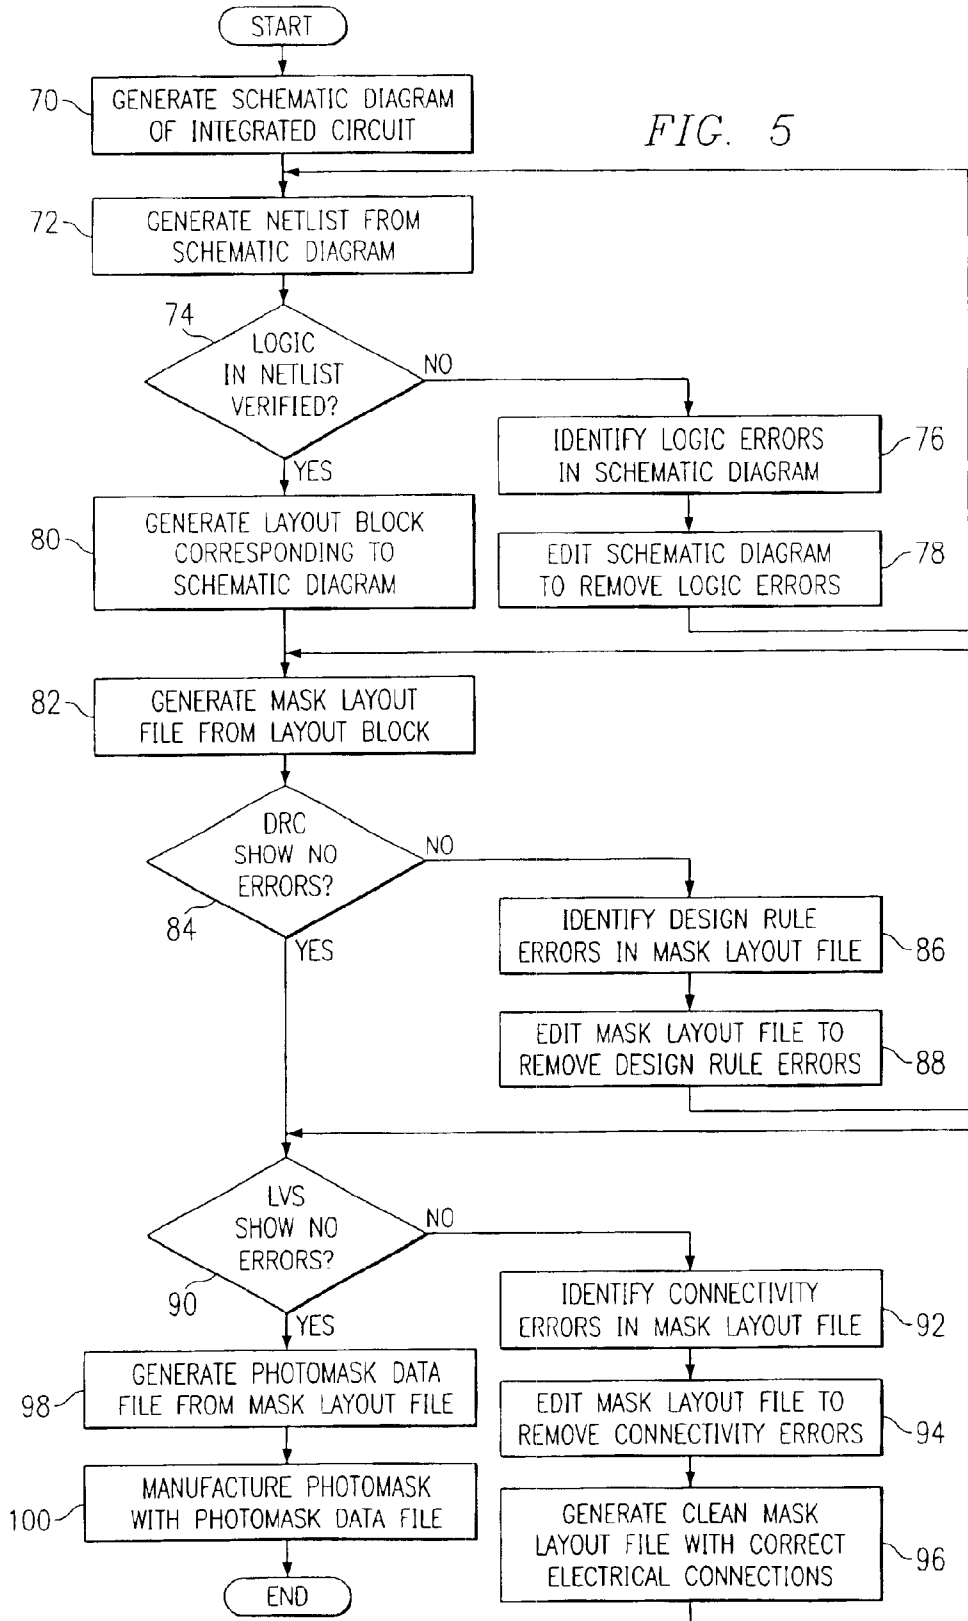 START
70
GENERATE SCHEMATIC DIAGRAM
OF INTEGRATED CIRCUIT
FIG. 5
72
GENERATE NETLIST FROM
SCHEMATIC DIAGRAM
74
LOGIC
IN NETLIST
VERIFIED?
NO
YES
IDENTIFY LOGIC ERRORS
IN SCHEMATIC DIAGRAM
76
80
GENERATE LAYOUT BLOCK
CORRESPONDING TO
SCHEMATIC DIAGRAM
EDIT SCHEMATIC DIAGRAM
TO REMOVE LOGIC ERRORS
78
82
GENERATE MASK LAYOUT
FILE FROM LAYOUT BLOCK
DRC
SHOW NO
ERRORS?
NO
84
YES
IDENTIFY DESIGN RULE
ERRORS IN MASK LAYOUT FILE
86
EDIT MASK LAYOUT FILE TO
REMOVE DESIGN RULE ERRORS
88
LVS
SHOW NO
ERRORS?
NO
90
YES
IDENTIFY CONNECTIVITY
ERRORS IN MASK LAYOUT FILE
92
98
GENERATE PHOTOMASK DATA
FILE FROM MASK LAYOUT FILE
EDIT MASK LAYOUT FILE TO
REMOVE CONNECTIVITY ERRORS
94
100
MANUFACTURE PHOTOMASK
WITH PHOTOMASK DATA FILE
GENERATE CLEAN MASK
LAYOUT FILE WITH CORRECT
ELECTRICAL CONNECTIONS
96
END